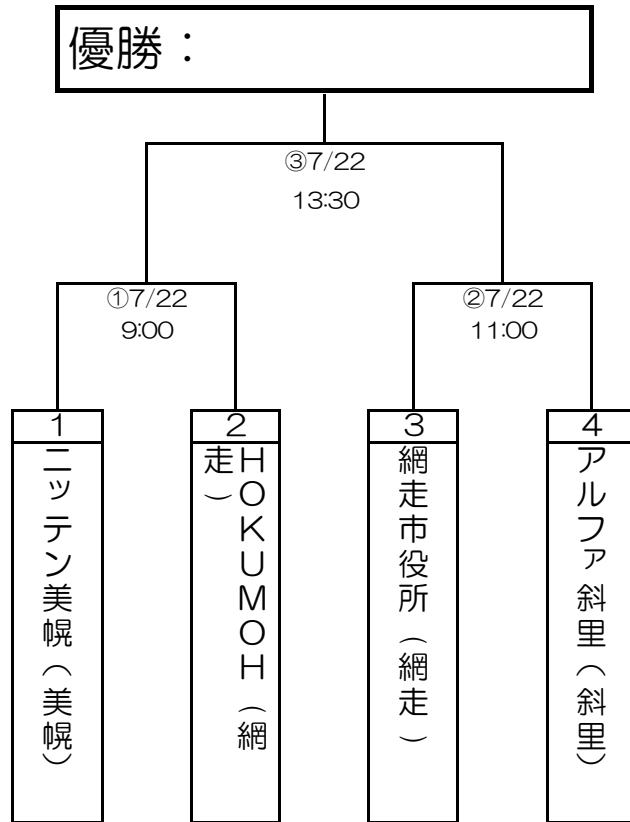 優勝：
③7/22
13:30
①7/22
9:00
②7/22
11:00
1
ニッテン美幌（美幌）
2
HOKUMOH（網
走）
3
網走市役所（網走）
4
アルファ斜里（斜里）